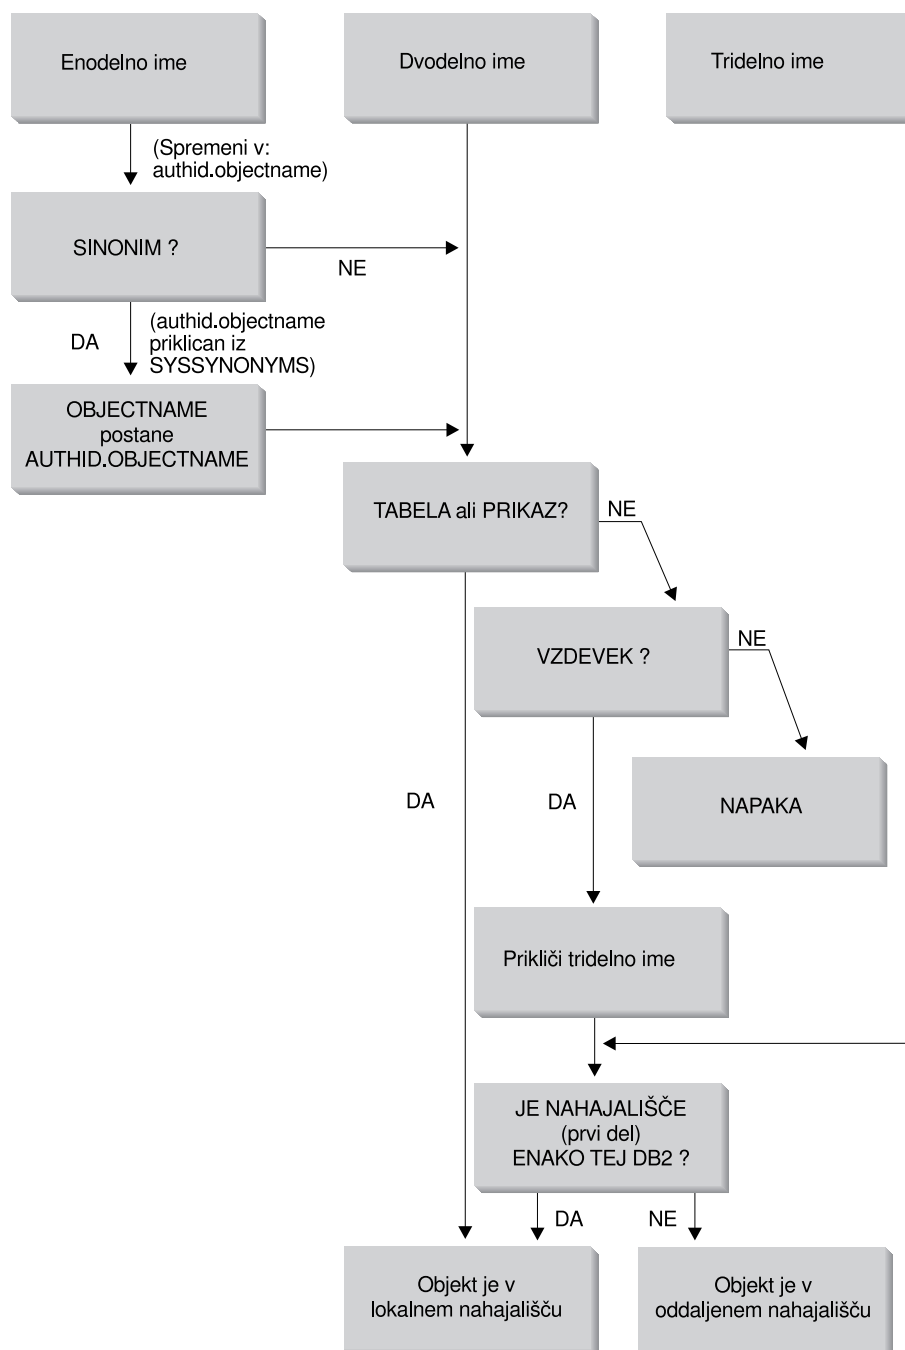 Enodelno ime
Dvodelno ime
Tridelno ime
(Spremeni v:
authid.objectname)
SINONIM ?
NE
DA
(authid.objectname
priklican iz
SYSSYNONYMS)
OBJECTNAME
postane
AUTHID.OBJECTNAME
TABELA ali PRIKAZ?
NE
VZDEVEK ?
NE
DA
DA
NAPAKA
Prikliči tridelno ime
JE NAHAJALIŠČE
(prvi del)
ENAKO TEJ DB2 ?
DA
NE
Objekt je v
lokalnem nahajališču
Objekt je v
oddaljenem nahajališču